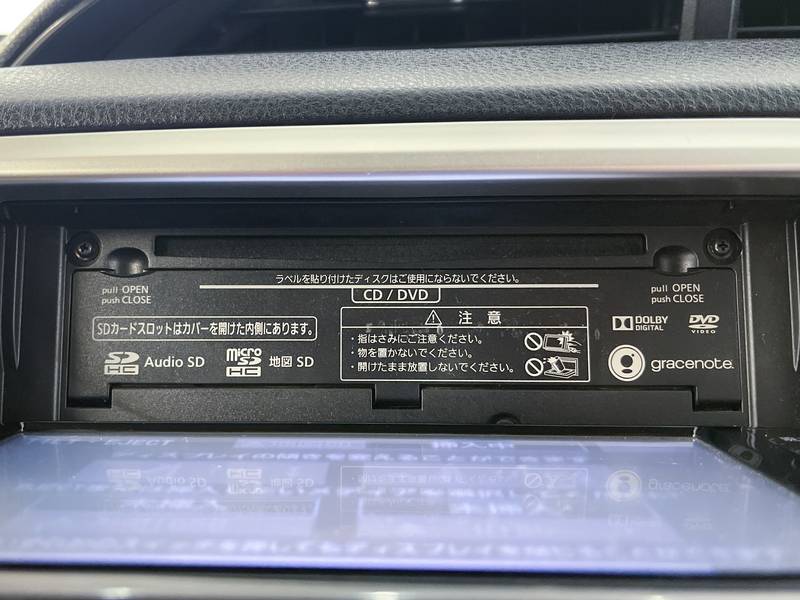 ラベルを貼り付けたディスクはご使用にならないでください。
CD / DVD
pull OPEN
push CLOSE
pull OPEN
push CLOSE
SDカードスロットはカバーを開けた内側にあります。
SD HC Audio SD
micro SD HC 地図 SD
⚠ 注 意
・指はさみにご注意ください。
・物を置かないでください。
・開けたまま放置しないでください。
DOLBY
DIGITAL
DVD
VIDEO
gracenote.
EJECT